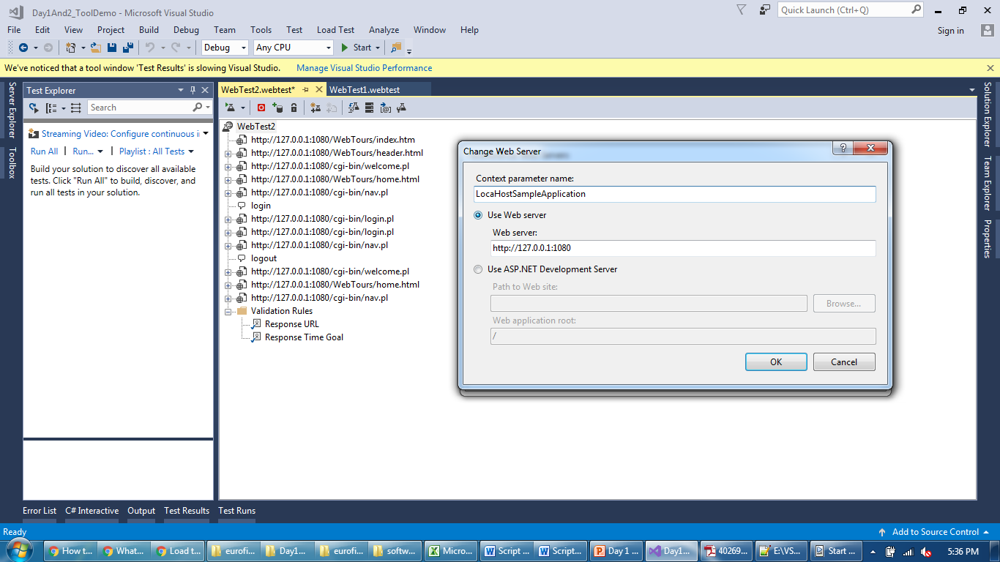 Day1And2_ToolDemo - Microsoft Visual Studio
Quick Launch (Ctrl+Q)
File Edit View Project Build Debug Team Tools Test Load Test Analyze Window Help
Sign in
Debug Any CPU Start
We've noticed that a tool window 'Test Results' is slowing Visual Studio. Manage Visual Studio Performance
Server Explorer
Toolbox
Test Explorer
Search
Streaming Video: Configure continuous i
Run All Run... Playlist : All Tests
Build your solution to discover all available
tests. Click "Run All" to build, discover, and
run all tests in your solution.
WebTest2.webtest* WebTest1.webtest
WebTest2
http://127.0.0.1:1080/WebTours/index.htm
http://127.0.0.1:1080/WebTours/header.html
http://127.0.0.1:1080/cgi-bin/welcome.pl
http://127.0.0.1:1080/WebTours/home.html
http://127.0.0.1:1080/cgi-bin/nav.pl
login
http://127.0.0.1:1080/cgi-bin/login.pl
http://127.0.0.1:1080/cgi-bin/login.pl
http://127.0.0.1:1080/cgi-bin/nav.pl
logout
http://127.0.0.1:1080/cgi-bin/welcome.pl
http://127.0.0.1:1080/WebTours/home.html
http://127.0.0.1:1080/cgi-bin/nav.pl
Validation Rules
Response URL
Response Time Goal
Change Web Server
?
Context parameter name:
LocaHostSampleApplication
Use Web server
Web server:
http://127.0.0.1:1080
Use ASP.NET Development Server
Path to Web site:
Browse...
Web application root:
/
OK Cancel
Solution Explorer
Team Explorer
Properties
Error List C# Interactive Output Test Results Test Runs
Ready
Add to Source Control
How t... What... Load t... eurofi... Day1... eurofi... softw... Micro... Script ... Script... Day 1 ... Day1... 40269... E:\VS... Start ... 5:36 PM